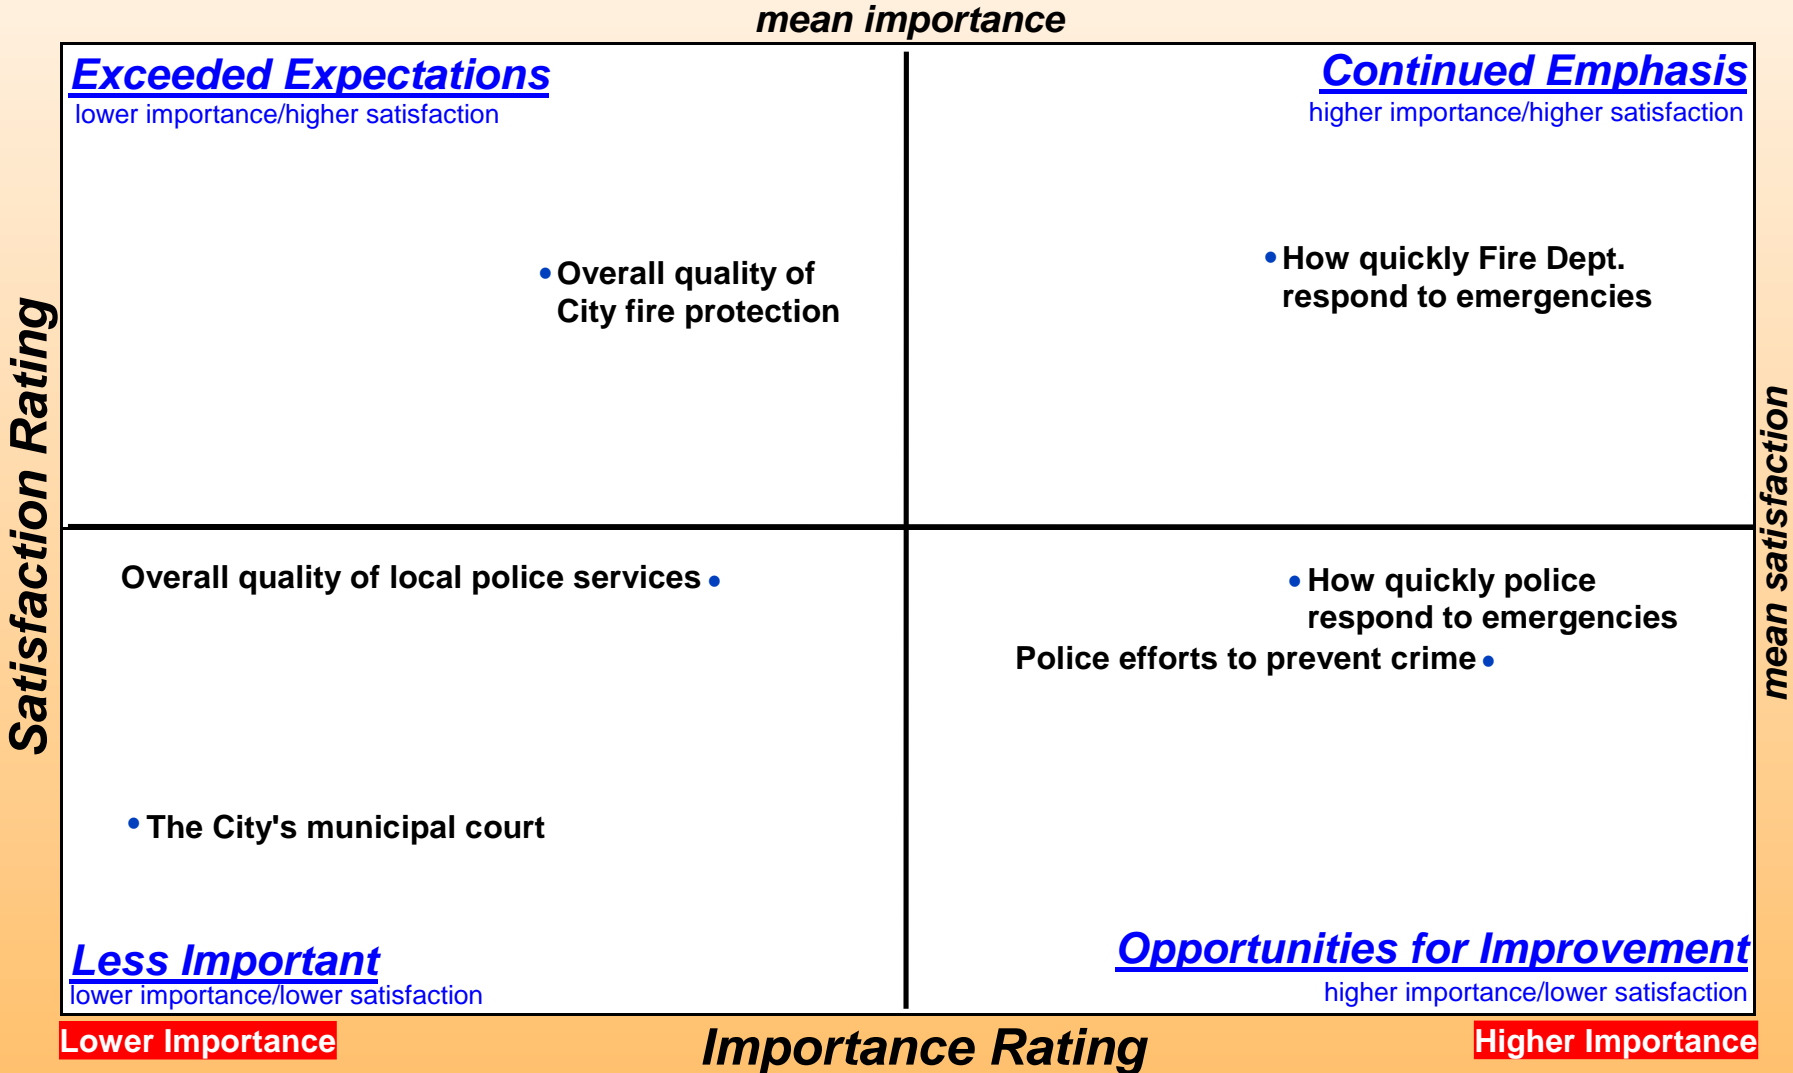 mean importance
Exceeded Expectations
lower importance/higher satisfaction
Continued Emphasis
higher importance/higher satisfaction
Overall quality of
City fire protection
How quickly Fire Dept.
respond to emergencies
Satisfaction Rating
mean satisfaction
Overall quality of local police services
How quickly police
respond to emergencies
Police efforts to prevent crime
The City's municipal court
Less Important
lower importance/lower satisfaction
Opportunities for Improvement
higher importance/lower satisfaction
Lower Importance
Importance Rating
Higher Importance